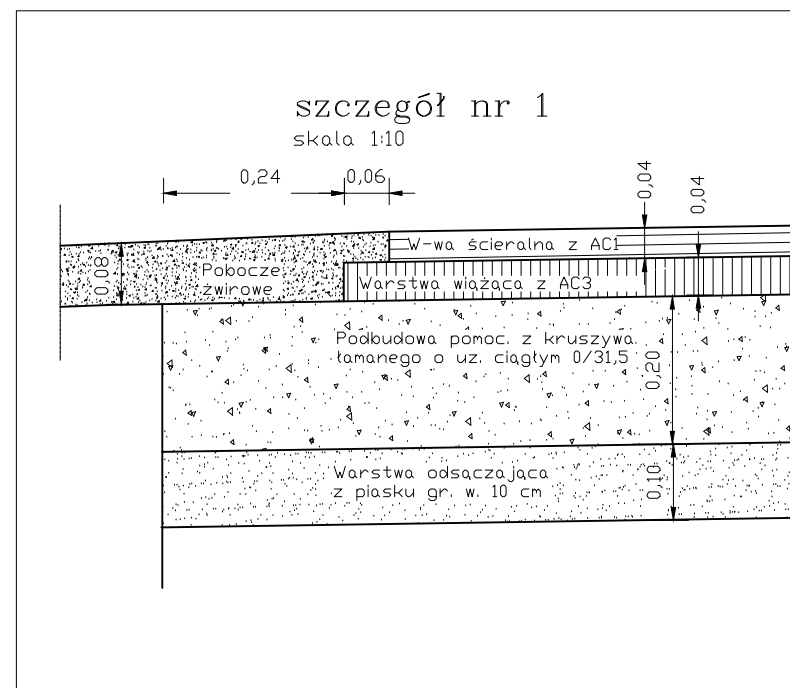 szczegół nr 1
skala 1:10
0,24
0,06
0,04
0,04
W-wa ścieralna z AC1
0,08
Pobocze
żwirowe
Warstwa wiążąca z AC3
Podbudowa pomoc. z kruszywa
łamanego o uz. ciągłym 0/31,5
0,20
Warstwa odsączająca
z piasku gr. w. 10 cm
0,10